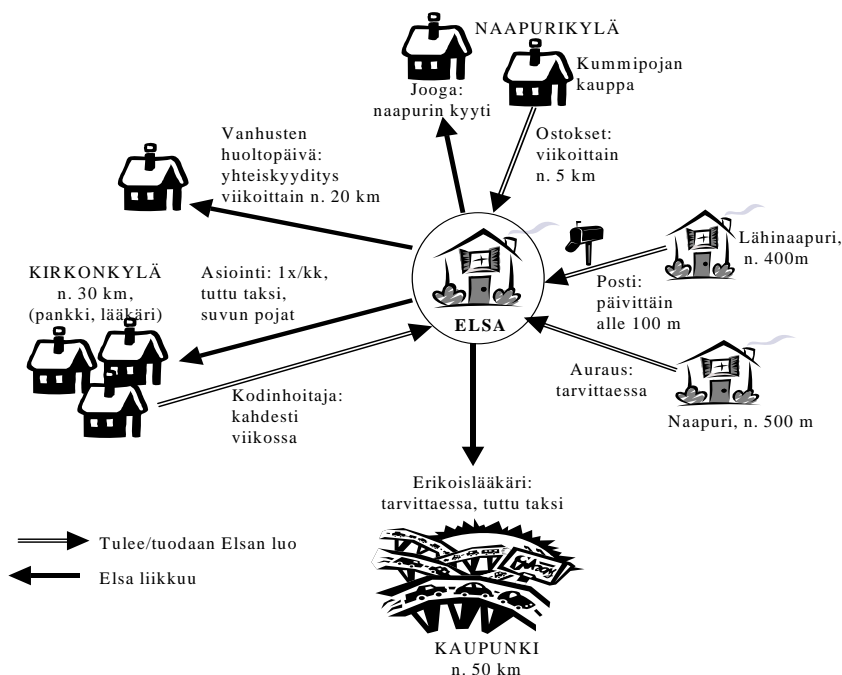 NAAPURIKYLÄ
Kummipojan
kauppa
Jooga:
naapurin kyyti
Vanhusten
huoltopäivä:
yhteiskyyditys
viikoittain n. 20 km
Ostokset:
viikoittain
n. 5 km
Lähinaapuri,
n. 400m
KIRKONKYLÄ
n. 30 km,
(pankki, lääkäri)
Asiointi: 1x/kk,
tuttu taksi,
suvun pojat
ELSA
Posti:
päivittäin
alle 100 m
Auraus:
tarvittaessa
Kodinhoitaja:
kahdesti
viikossa
Naapuri, n. 500 m
Erikoislääkäri:
tarvittaessa, tuttu taksi
Tulee/tuodaan Elsan luo
Elsa liikkuu
KAUPUNKI
n. 50 km